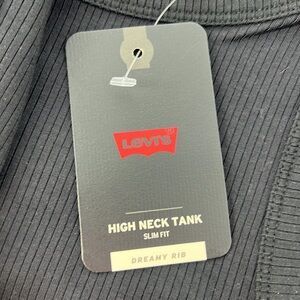 Levi's
HIGH NECK TANK
SLIM FIT
DREAMY RIB